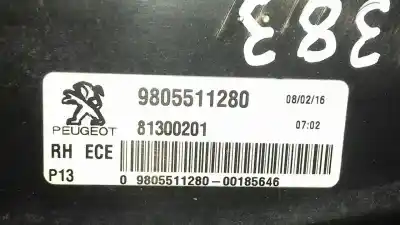 383
9805511280 08/02/16
PEUGEOT 81300201 07:02
RH ECE
P13 0 9805511280-00185646